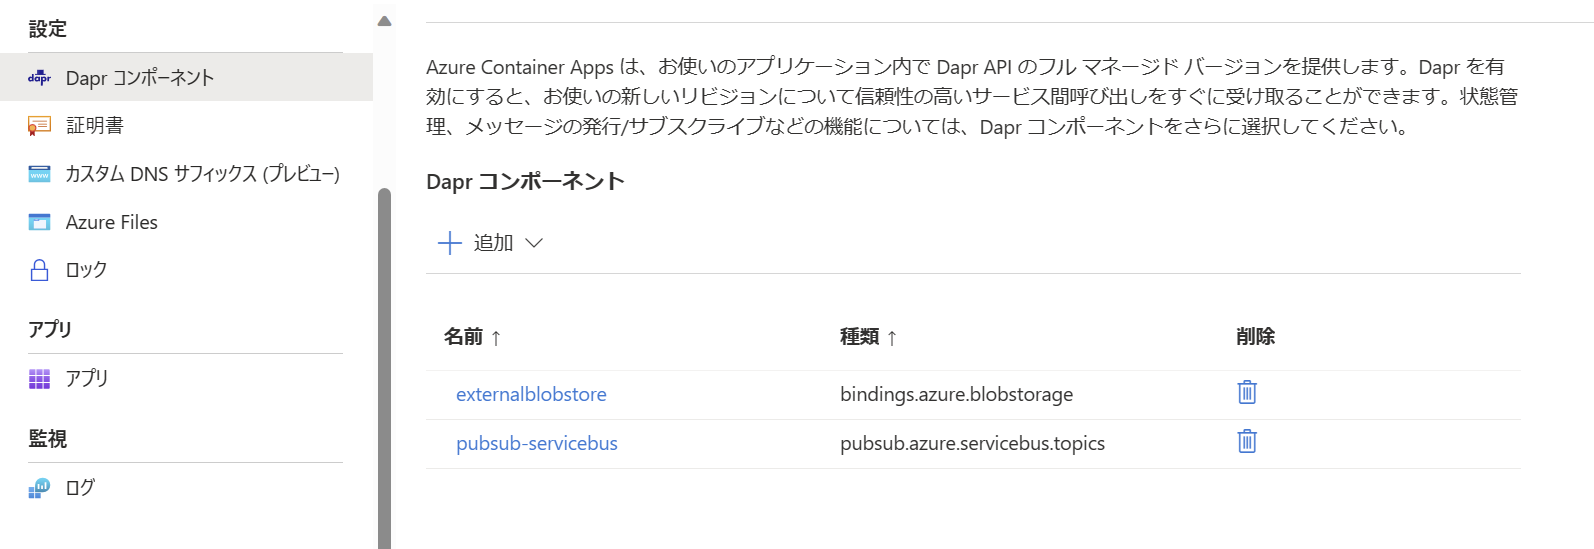 設定
dapr
Dapr コンポーネント
証明書
www
カスタム DNS サフィックス (プレビュー)
Azure Files
ロック
アプリ
アプリ
監視
ログ
Azure Container Apps は、お使いのアプリケーション内で Dapr API のフル マネージド バージョンを提供します。Dapr を有
効にすると、お使いの新しいリビジョンについて信頼性の高いサービス間呼び出しをすぐに受け取ることができます。状態管
理、メッセージの発行/サブスクライブなどの機能については、Dapr コンポーネントをさらに選択してください。
Dapr コンポーネント
追加
名前 ↑ 種類 ↑ 削除
externalblobstore bindings.azure.blobstorage
pubsub-servicebus pubsub.azure.servicebus.topics